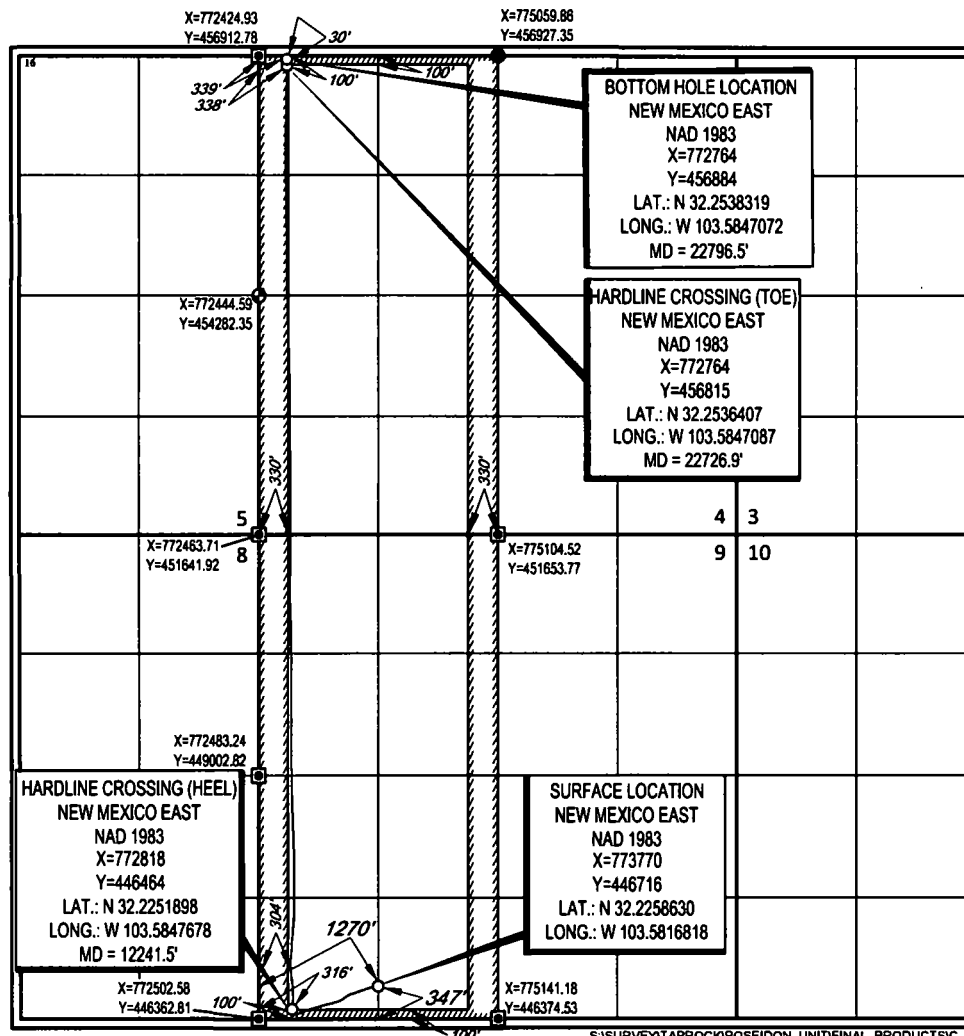 X=772424.93
Y=456912.78
30'
X=775059.86
Y=456927.35
16
339'
338'
100'
100'
BOTTOM HOLE LOCATION
NEW MEXICO EAST
NAD 1983
X=772764
Y=456884
LAT.: N 32.2538319
LONG.: W 103.5847072
MD = 22796.5'
X=772444.59
Y=454282.35
HARDLINE CROSSING (TOE)
NEW MEXICO EAST
NAD 1983
X=772764
Y=456815
LAT.: N 32.2536407
LONG.: W 103.5847087
MD = 22726.9'
330'
330'
5
4 3
8
9 10
X=772463.71
Y=451641.92
X=775104.52
Y=451653.77
X=772483.24
Y=449002.82
HARDLINE CROSSING (HEEL)
NEW MEXICO EAST
NAD 1983
X=772818
Y=446464
LAT.: N 32.2251898
LONG.: W 103.5847678
MD = 12241.5'
SURFACE LOCATION
NEW MEXICO EAST
NAD 1983
X=773770
Y=446716
LAT.: N 32.2258630
LONG.: W 103.5816818
304'
1270'
316'
347'
X=772502.58
Y=446362.81
100'
X=775141.18
Y=446374.53
100'